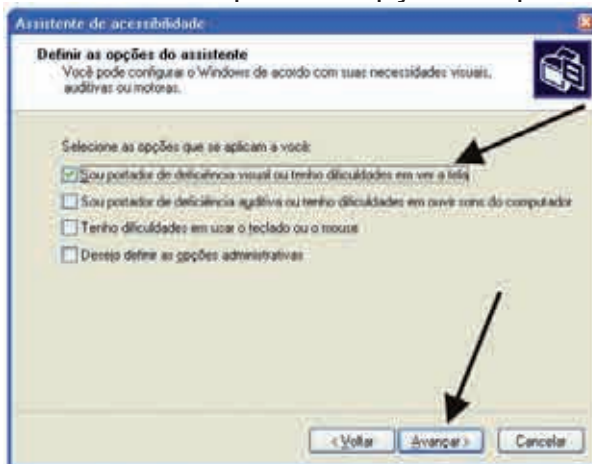 Assistente de acessibilidade
Definir as opções do assistente
Você pode configurar o Windows de acordo com suas necessidades visuais,
auditivas ou motoras.
Selecione as opções que se aplicam a você:
Sou portador de deficiência visual ou tenho dificuldades em ver a tela
Sou portador de deficiência auditiva ou tenho dificuldades em ouvir sons do computador
Tenho dificuldades em usar o teclado ou o mouse
Desejo definir as opções administrativas
< Voltar Avançar > Cancelar